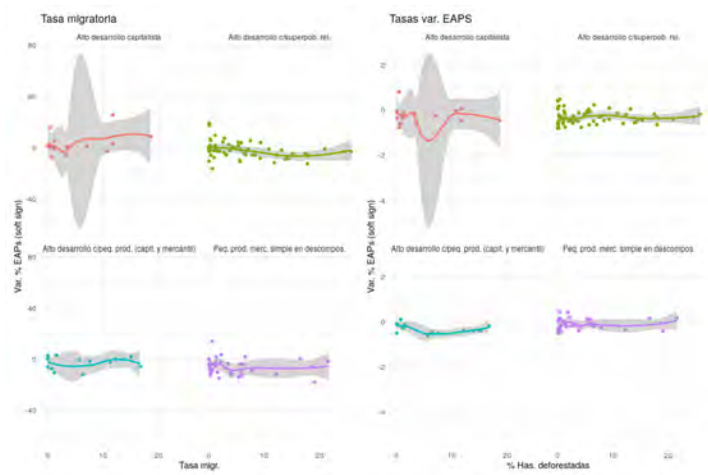 Tasa migratoria
Alto desarrollo capitalista
Alto desarrollo c/superpob. rel.
80
40
0
-40
Alto desarrollo c/peq. prod. (capit. y mercantil)
Peq. prod. merc. simple en descompos.
80
40
0
-40
Var. % EAPs (soft sign)
0 10 20
0 10 20
Tasa migr.
Tasas var. EAPS
Alto desarrollo capitalista
Alto desarrollo c/superpob. rel.
2
0
-2
-4
Alto desarrollo c/peq. prod. (capit. y mercantil)
Peq. prod. merc. simple en descompos.
2
0
-2
-4
Var. % EAPs (soft sign)
0 10 20
0 10 20
% Has. deforestadas